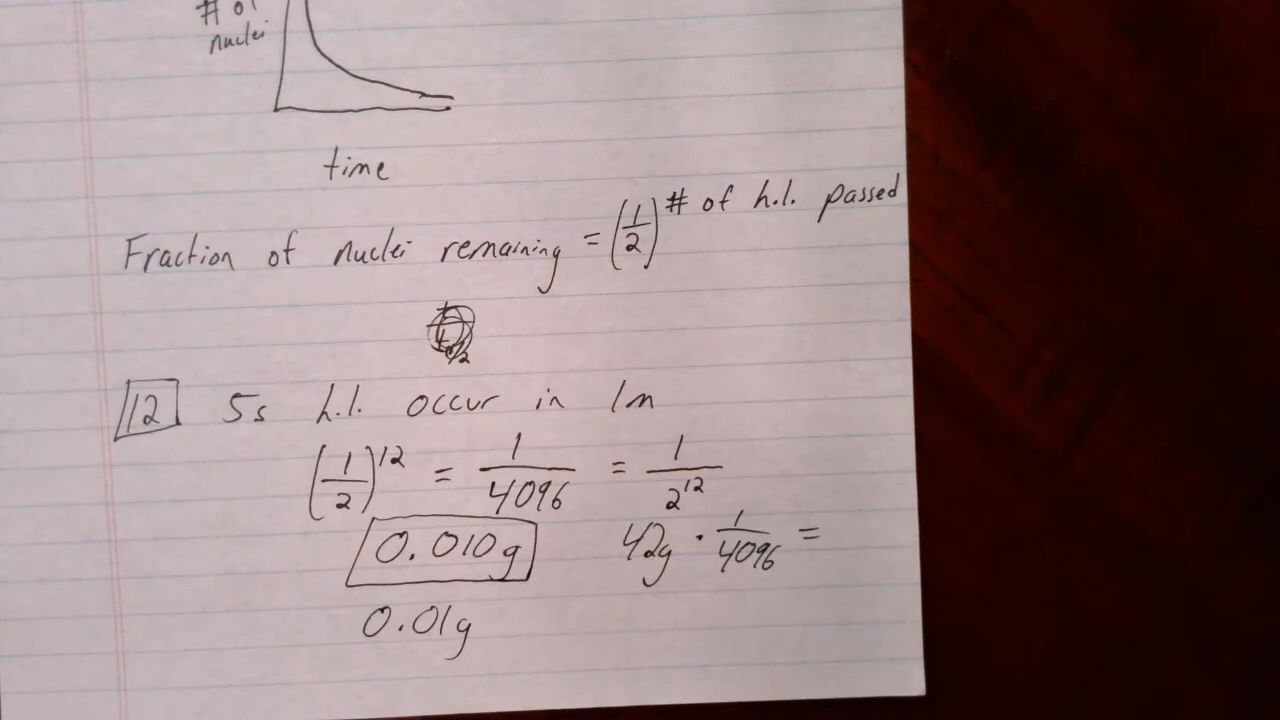 # of
nuclei
time
Fraction of nuclei remaining = (1/2)^# of h.l. passed
12 5s h.l. occur in 1m
(1/2)^12 = 1/4096 = 1/2^12
0.010g 42g · 1/4096 =
0.01g